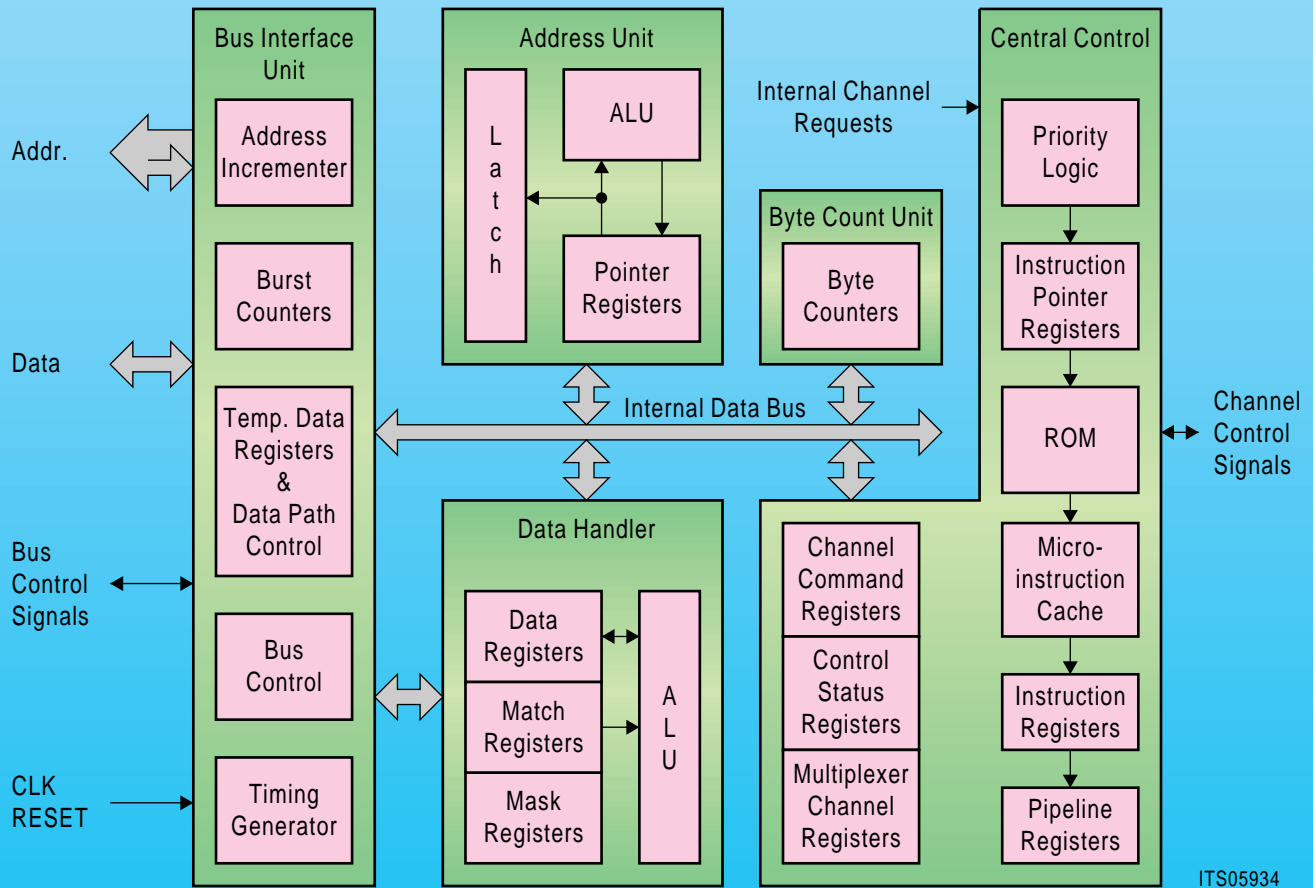 Bus Interface
Unit
Address
Incrementer
Burst
Counters
Temp. Data
Registers
&
Data Path
Control
Bus
Control
Timing
Generator
Addr.
Data
Bus
Control
Signals
CLK
RESET
Address Unit
L
a
t
c
h
ALU
Pointer
Registers
Internal Channel
Requests
Byte Count Unit
Byte
Counters
Internal Data Bus
Data Handler
Data
Registers
Match
Registers
Mask
Registers
A
L
U
Central Control
Priority
Logic
Instruction
Pointer
Registers
ROM
Micro-
instruction
Cache
Instruction
Registers
Pipeline
Registers
Channel
Command
Registers
Control
Status
Registers
Multiplexer
Channel
Registers
Channel
Control
Signals
ITS05934